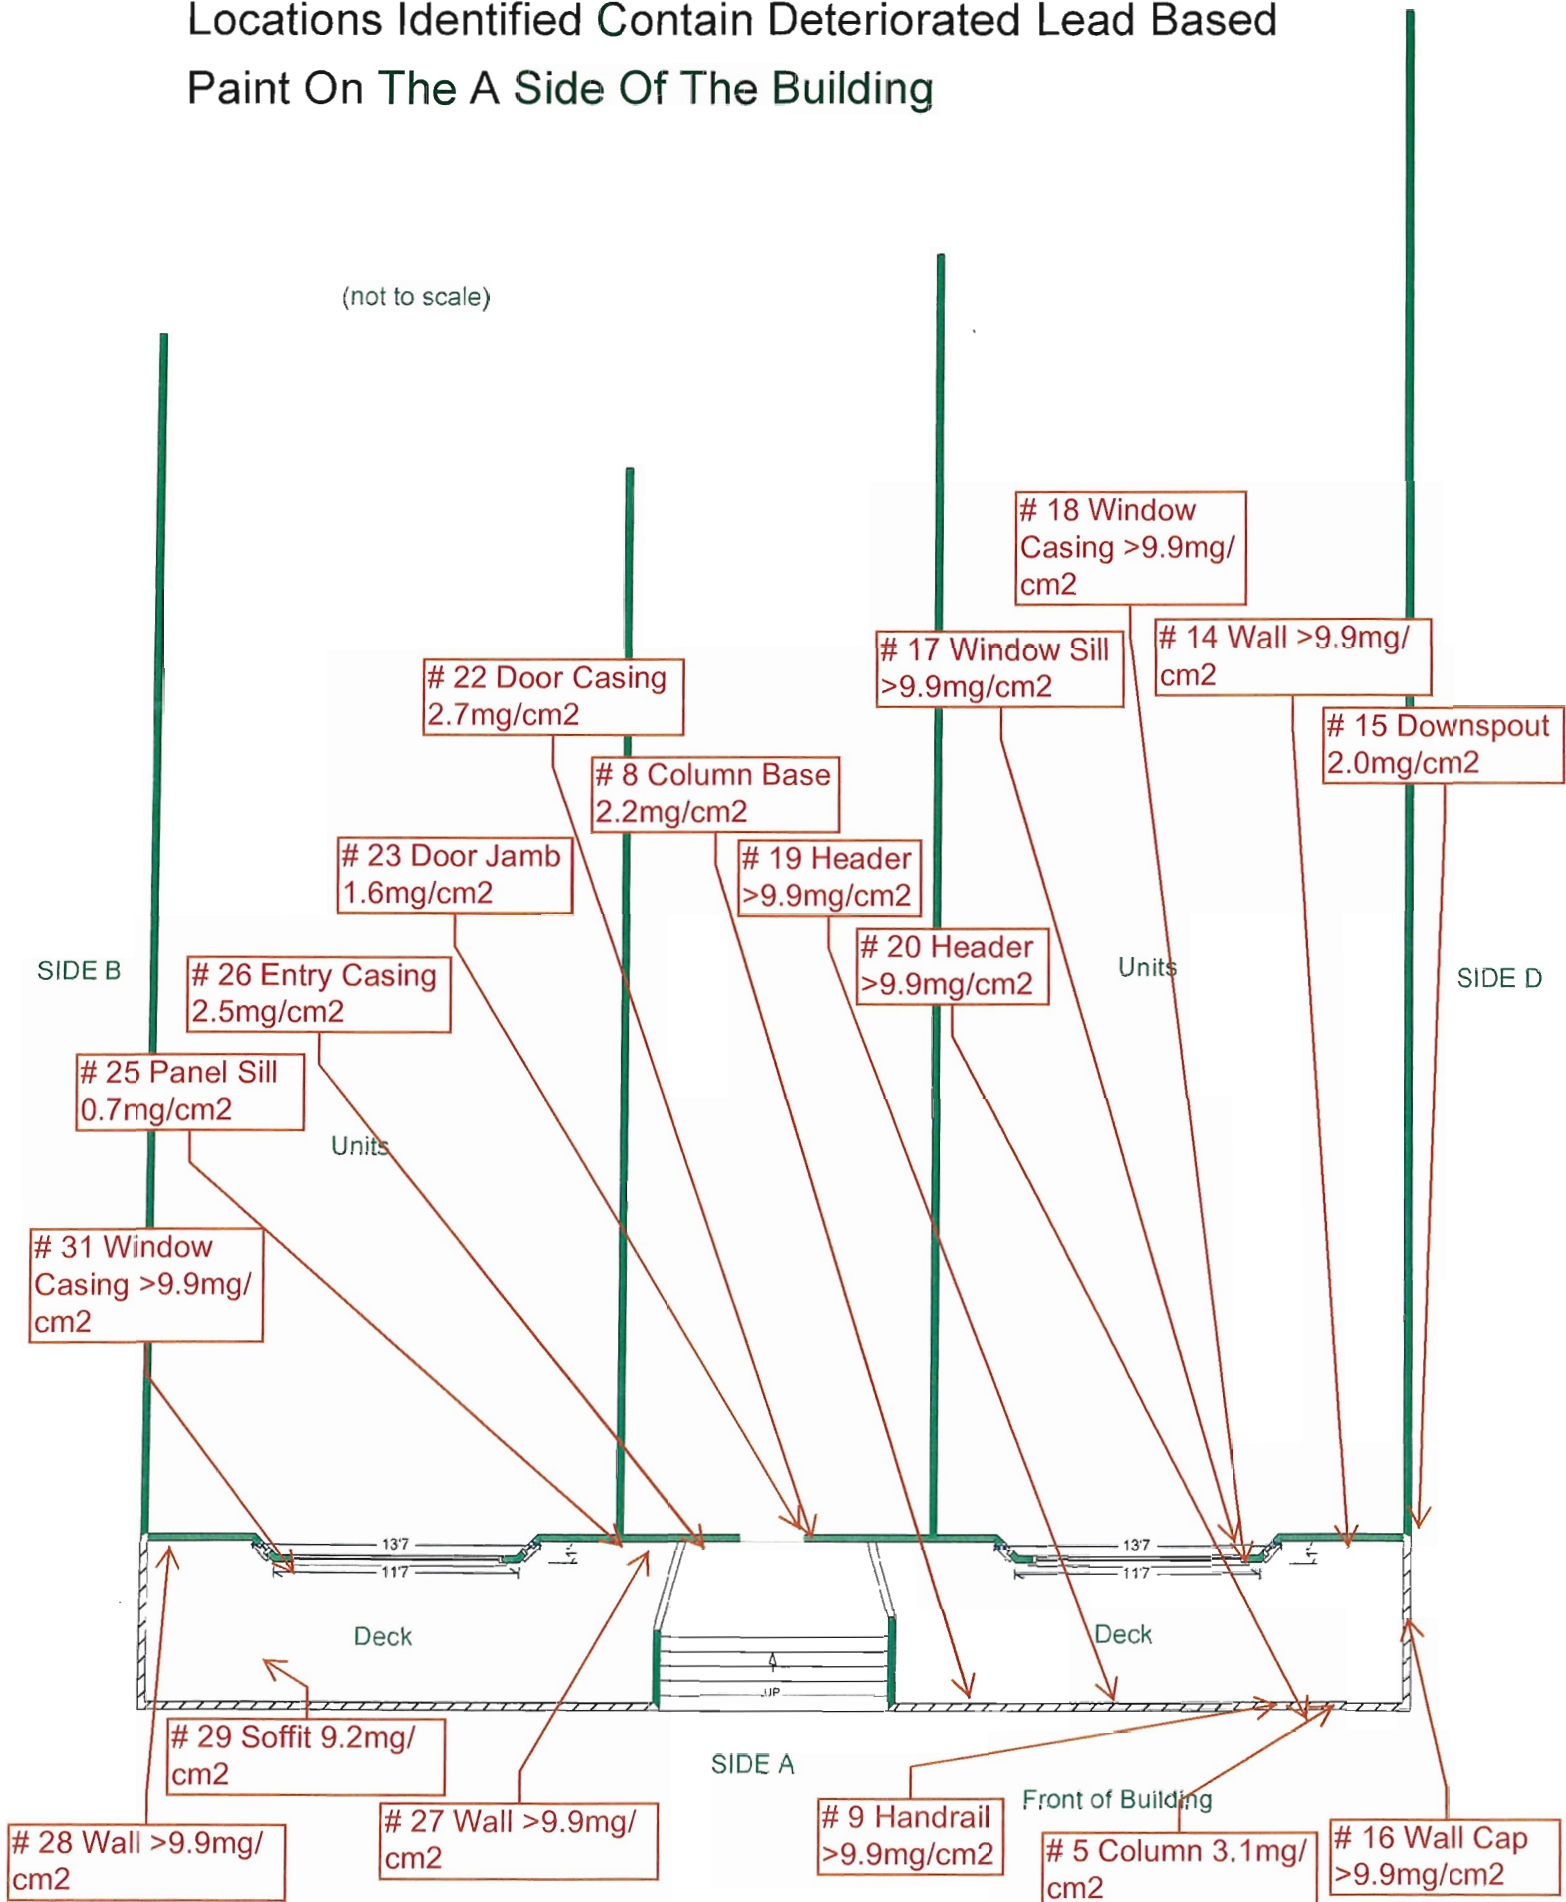 Locations Identified Contain Deteriorated Lead Based
Paint On The A Side Of The Building
(not to scale)
# 18 Window
Casing >9.9mg/
cm2
# 14 Wall >9.9mg/
cm2
# 17 Window Sill
>9.9mg/cm2
# 22 Door Casing
2.7mg/cm2
# 15 Downspout
2.0mg/cm2
# 8 Column Base
2.2mg/cm2
# 23 Door Jamb
1.6mg/cm2
# 19 Header
>9.9mg/cm2
# 20 Header
>9.9mg/cm2
SIDE B
# 26 Entry Casing
2.5mg/cm2
Units
SIDE D
# 25 Panel Sill
0.7mg/cm2
Units
# 31 Window
Casing >9.9mg/
cm2
13'7
11'7
1'
13'7
11'7
1'
Deck
Deck
UP
# 29 Soffit 9.2mg/
cm2
SIDE A
Front of Building
# 28 Wall >9.9mg/
cm2
# 27 Wall >9.9mg/
cm2
# 9 Handrail
>9.9mg/cm2
# 5 Column 3.1mg/
cm2
# 16 Wall Cap
>9.9mg/cm2